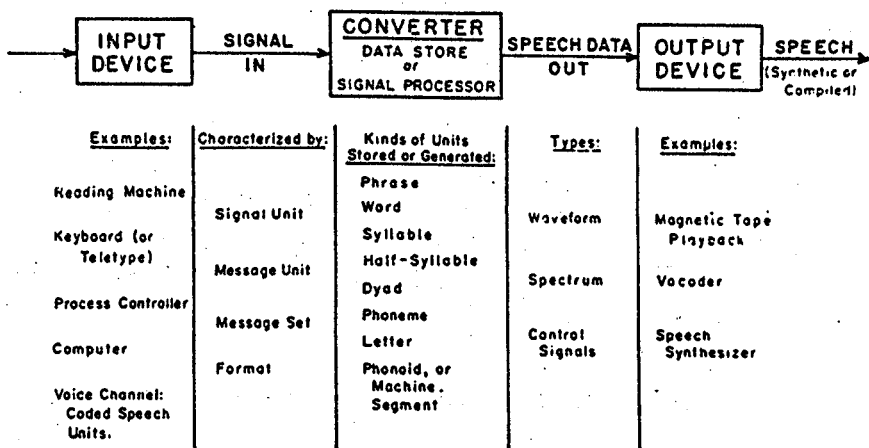 INPUT
DEVICE
SIGNAL
IN
CONVERTER
DATA STORE
or
SIGNAL PROCESSOR
SPEECH DATA
OUT
OUTPUT
DEVICE
SPEECH
(Synthetic or
Compiled)
Examples:
Reading Machine
Keyboard (or
Teletype)
Process Controller
Computer
Voice Channel:
Coded Speech
Units.
Characterized by:
Signal Unit
Message Unit
Message Set
Format
Kinds of Units
Stored or Generated:
Phrase
Word
Syllable
Half-Syllable
Dyad
Phoneme
Letter
Phonoid, or
Machine.
Segment
Types:
Waveform
Spectrum
Control
Signals
Examples:
Magnetic Tape
Playback
Vocoder
Speech
Synthesizer